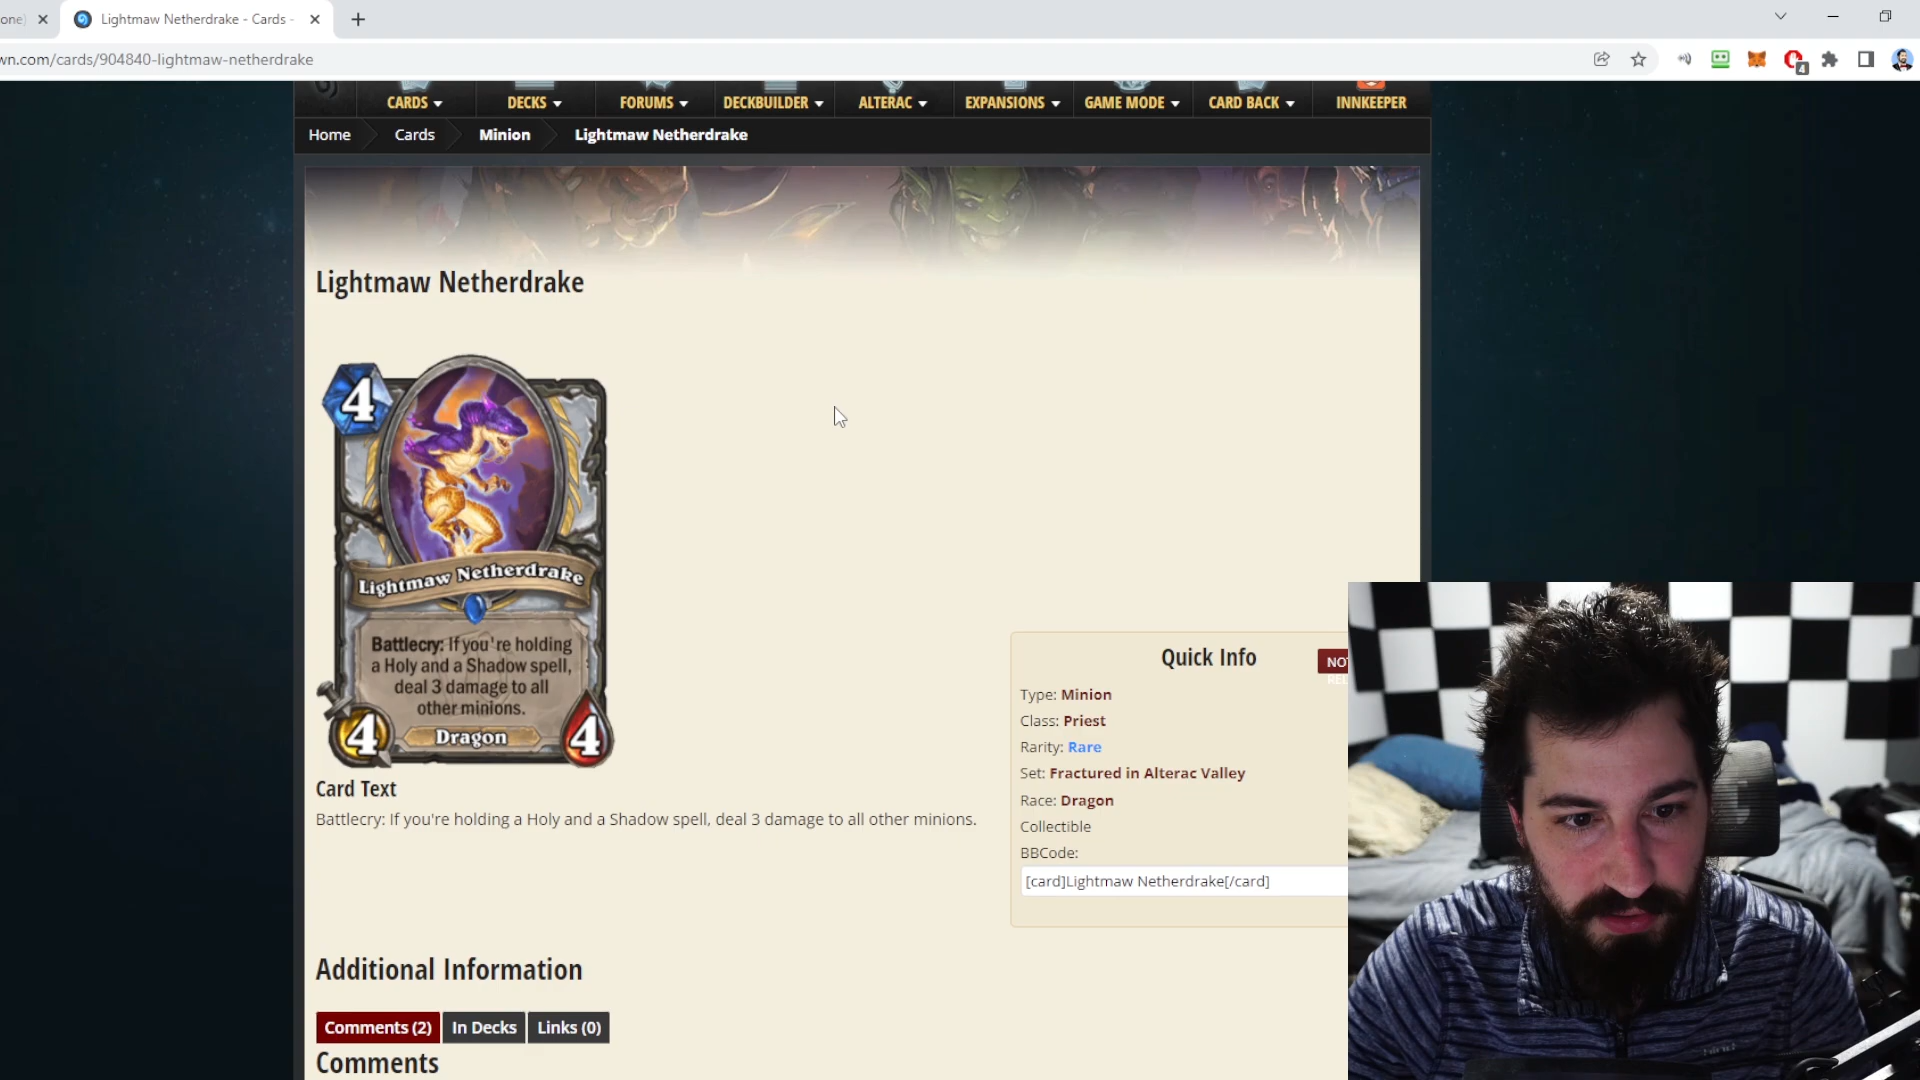 one)
Lightmaw Netherdrake - Cards -
wn.com/cards/904840-lightmaw-netherdrake
4
CARDS
DECKS
FORUMS
DECKBUILDER
ALTERAC
EXPANSIONS
GAME MODE
CARD BACK
INNKEEPER
Home
Cards
Minion
Lightmaw Netherdrake
Lightmaw Netherdrake
4
Lightmaw Netherdrake
Battlecry: If you're holding
a Holy and a Shadow spell,
deal 3 damage to all
other minions.
4
Dragon
4
Card Text
Battlecry: If you're holding a Holy and a Shadow spell, deal 3 damage to all other minions.
Quick Info
NOT
REL
Type: Minion
Class: Priest
Rarity: Rare
Set: Fractured in Alterac Valley
Race: Dragon
Collectible
BBCode:
[card]Lightmaw Netherdrake[/card]
Additional Information
Comments (2)
In Decks
Links (0)
Comments